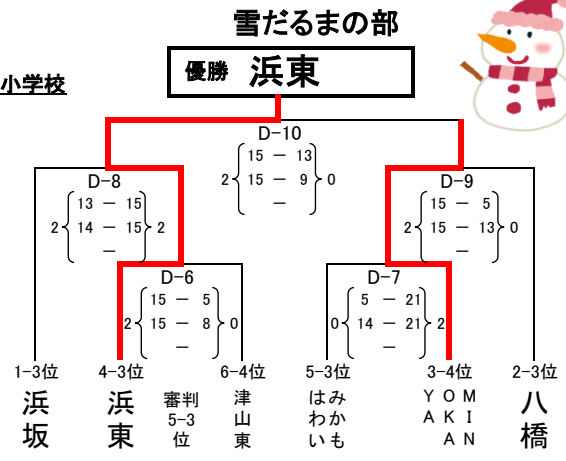 雪だるまの部
小学校
優勝 浜東
D-10
15 - 13
2 15 - 9 0
-
D-8
13 - 15
2 14 - 15 2
-
D-9
15 - 5
2 15 - 13 0
-
D-6
15 - 5
2 15 - 8 0
-
D-7
5 - 21
0 14 - 21 2
-
1-3位
4-3位
6-4位
5-3位
3-4位
2-3位
浜坂
浜東
審判
5-3
位
津山東
みかも
はわい
MIN
OKA
YA
八橋